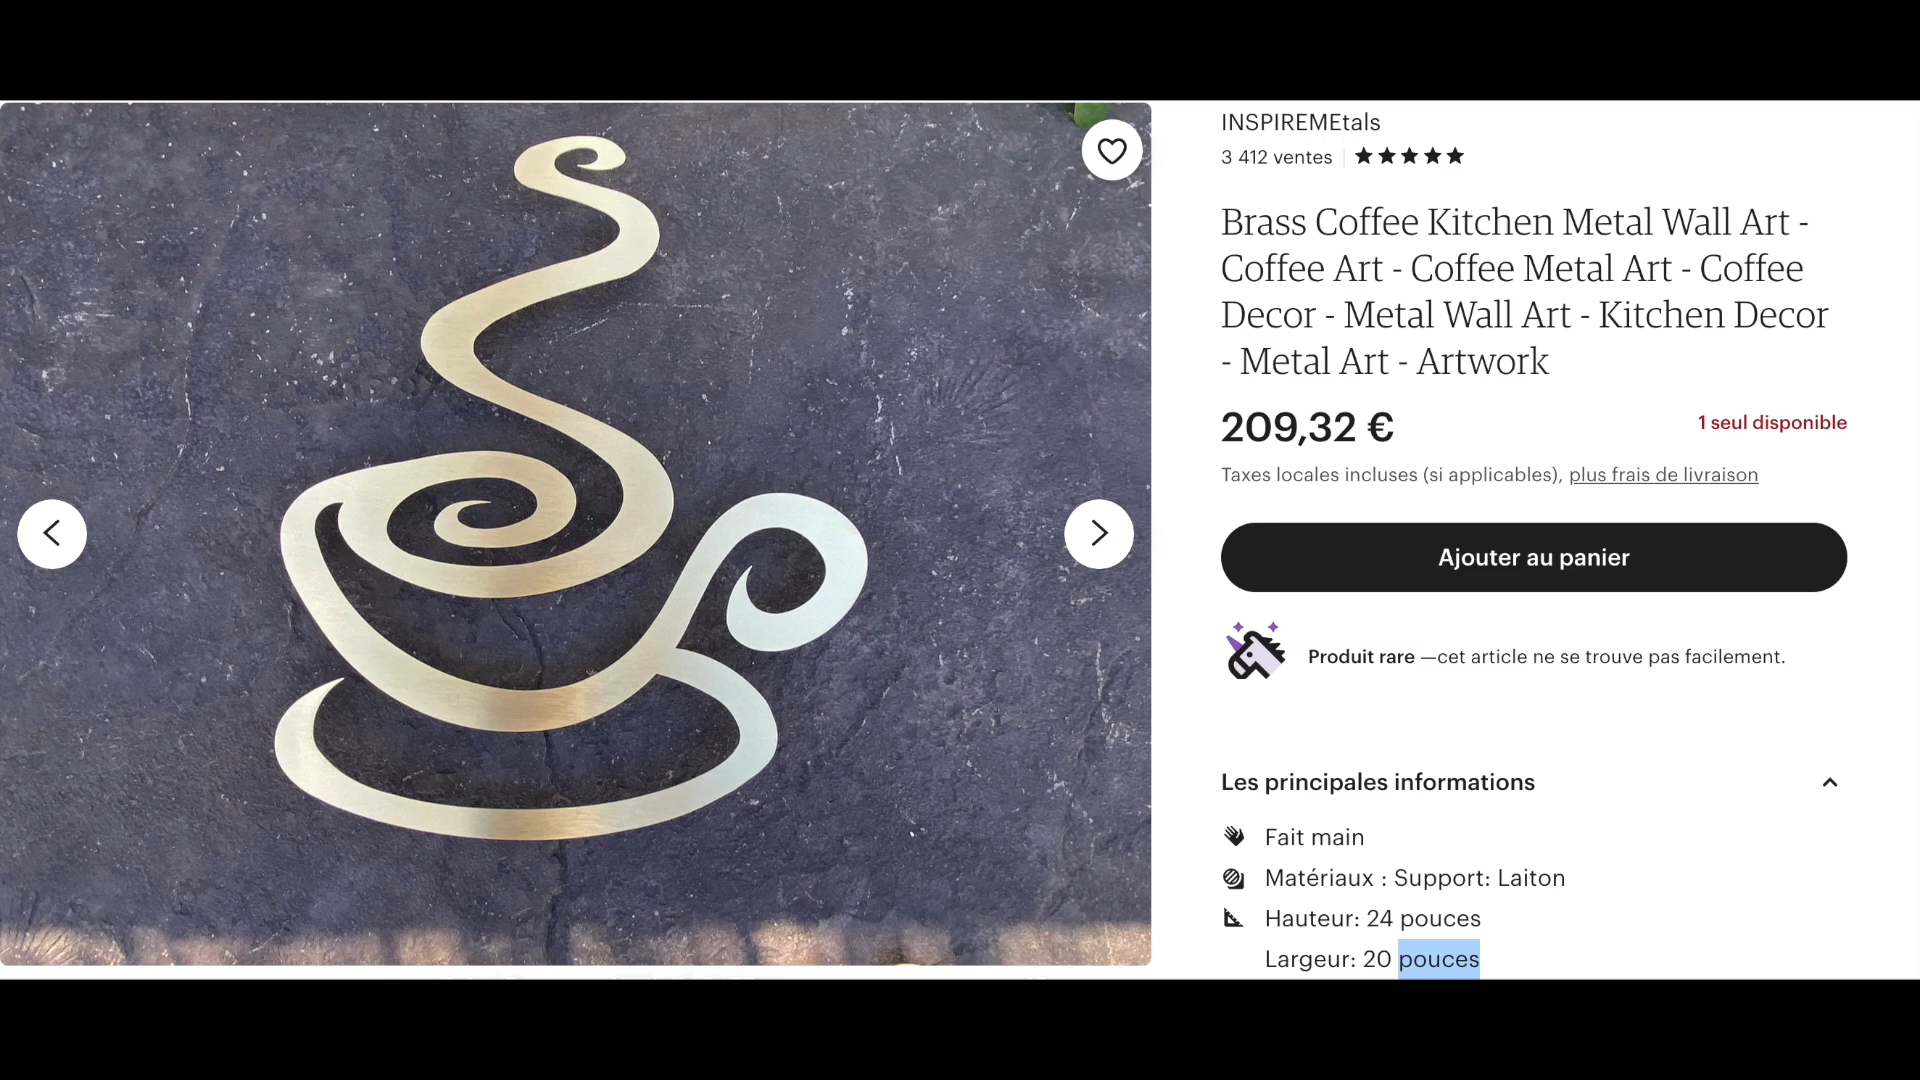 INSPIREMEtals
3 412 ventes
Brass Coffee Kitchen Metal Wall Art -
Coffee Art - Coffee Metal Art - Coffee
Decor - Metal Wall Art - Kitchen Decor
- Metal Art - Artwork
209,32 €
1 seul disponible
Taxes locales incluses (si applicables), plus frais de livraison
Ajouter au panier
Produit rare —cet article ne se trouve pas facilement.
Les principales informations
Fait main
Matériaux : Support: Laiton
Hauteur: 24 pouces
Largeur: 20 pouces